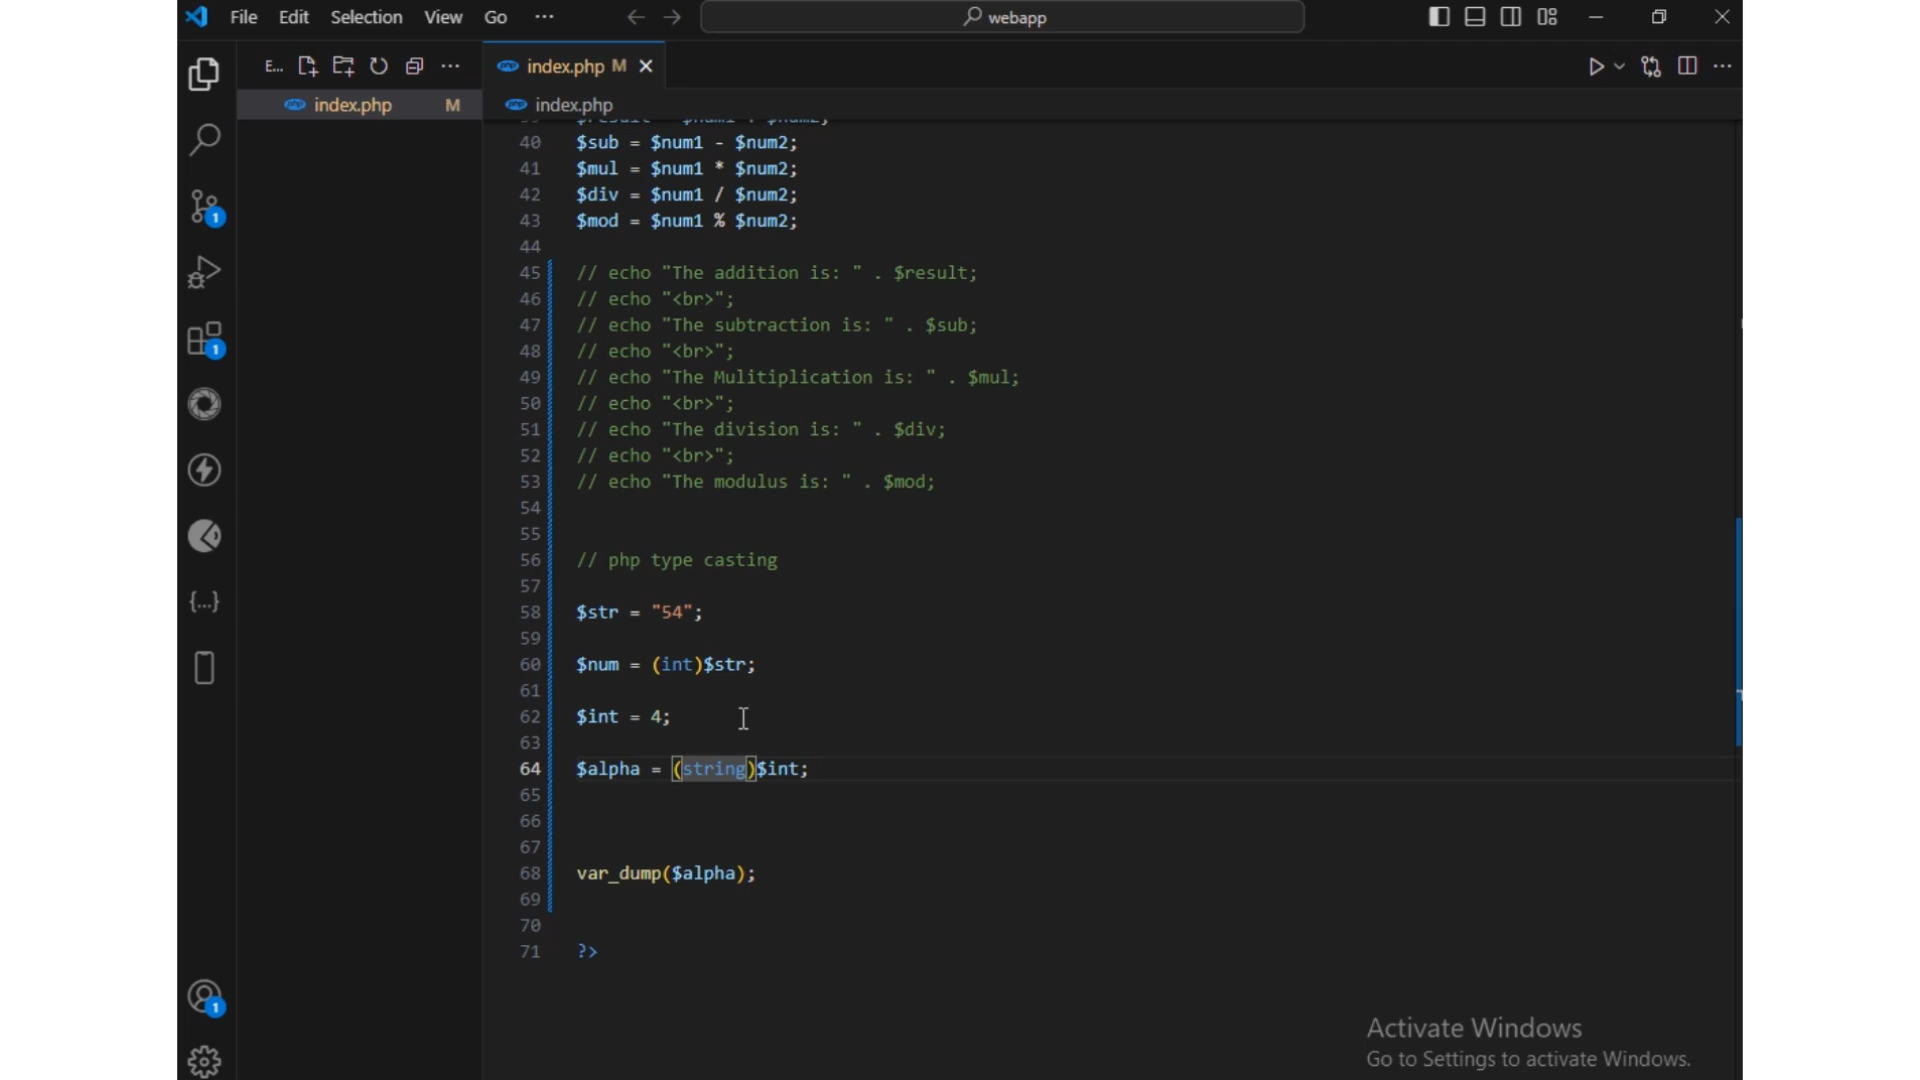 File Edit Selection View Go ··· webapp
E... ··· index.php M
index.php M
index.php
40 $sub = $num1 - $num2;
41 $mul = $num1 * $num2;
42 $div = $num1 / $num2;
43 $mod = $num1 % $num2;
44
45 // echo "The addition is: " . $result;
46 // echo "<br>";
47 // echo "The subtraction is: " . $sub;
48 // echo "<br>";
49 // echo "The Mulitiplication is: " . $mul;
50 // echo "<br>";
51 // echo "The division is: " . $div;
52 // echo "<br>";
53 // echo "The modulus is: " . $mod;
54
55
56 // php type casting
57
58 $str = "54";
59
60 $num = (int)$str;
61
62 $int = 4;
63
64 $alpha = (string)$int;
65
66
67
68 var_dump($alpha);
69
70
71 ?>
1
1
1
Activate Windows
Go to Settings to activate Windows.